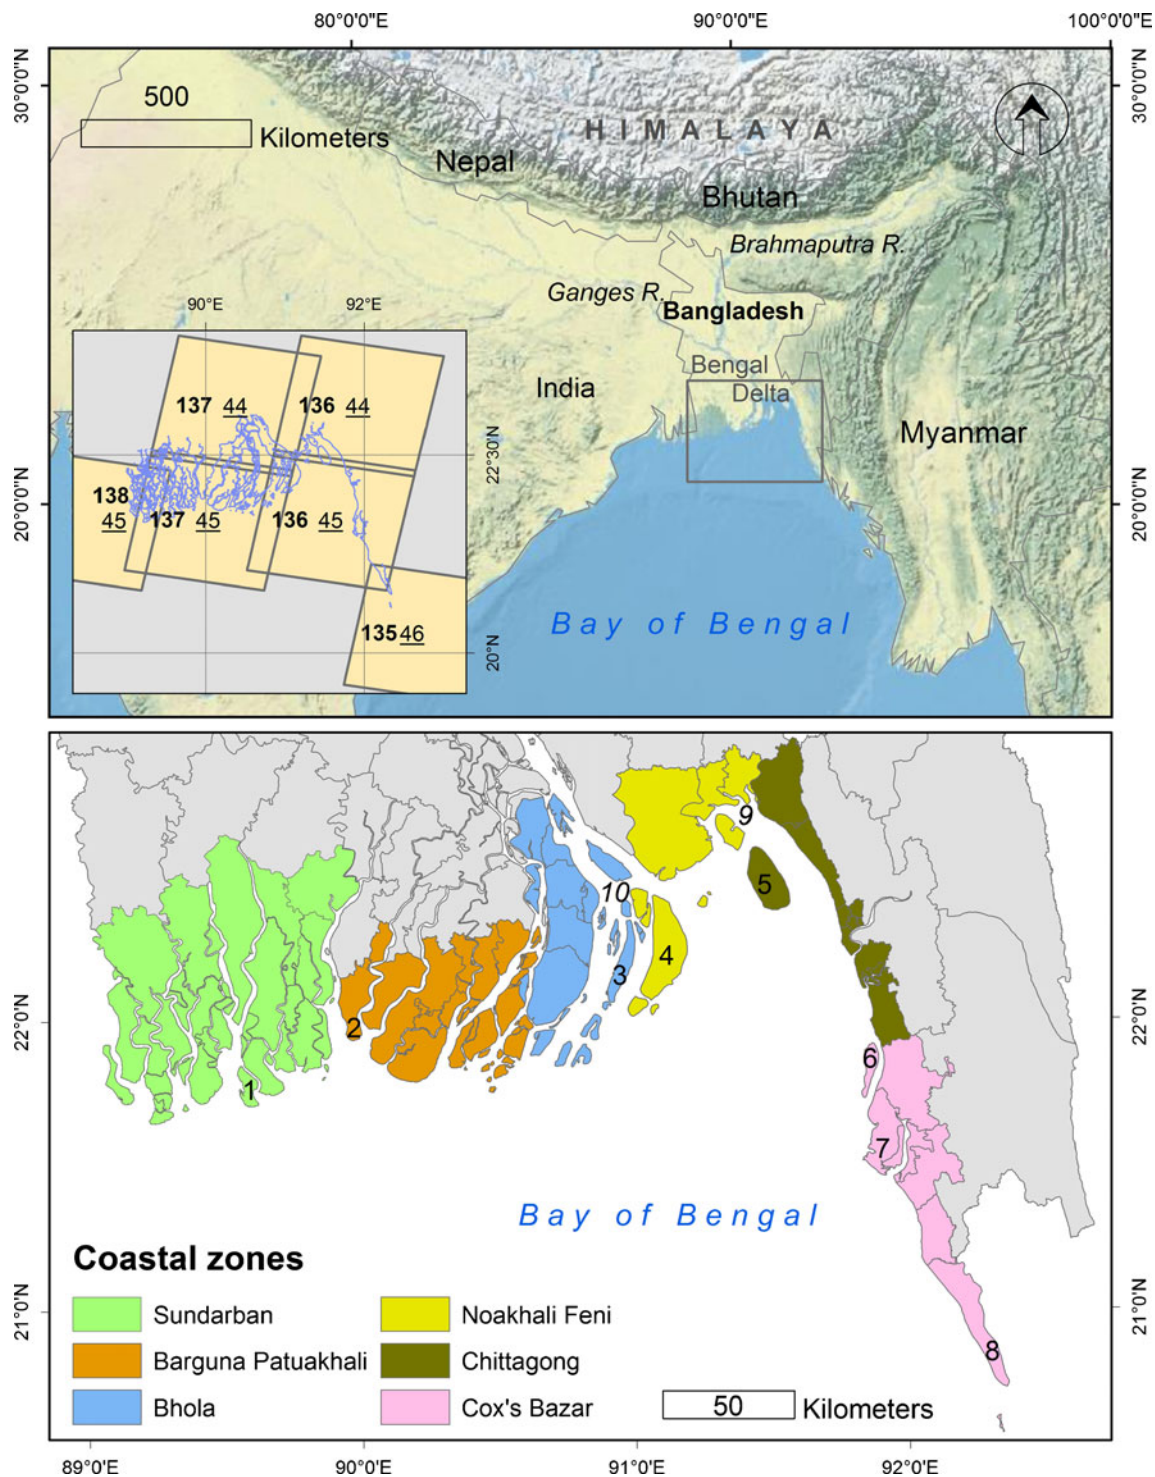 80°0'0"E 90°0'0"E 100°0'0"E
30°0'0"N 30°0'0"N
500
Kilometers
HIMALAYA
Nepal
Bhutan
Brahmaputra R.
Ganges R.
Bangladesh
Bengal
Delta
India
Myanmar
20°0'0"N 20°0'0"N
Bay of Bengal
90°E 92°E
137 44 136 44
22°30'N
138
45 137 45 136 45
135 46
20°N
9
5
10
4
3
2
1
6
7
8
22°0'N 22°0'N
Bay of Bengal
21°0'N 21°0'N
Coastal zones
Sundarban
Barguna Patuakhali
Bhola
Noakhali Feni
Chittagong
Cox's Bazar
50 Kilometers
89°0'E 90°0'E 91°0'E 92°0'E